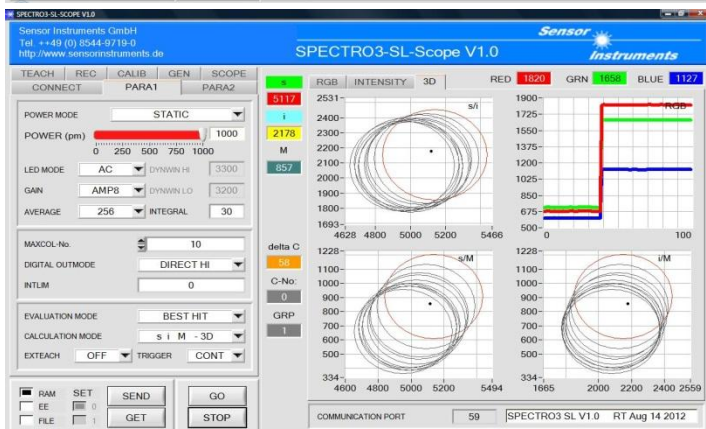 SPECTRO3-SL-SCOPE V1.0
Sensor Instruments GmbH
Tel. ++49 (0) 8544-9719-0
http://www.sensorinstruments.de
SPECTRO3-SL-Scope V1.0
Sensor
Instruments
TEACH REC CALIB GEN SCOPE
CONNECT PARA1 PARA2
POWER MODE STATIC
POWER (pm) 1000
0 250 500 750 1000
LED MODE AC DYNWIN HI 3300
GAIN AMP8 DYNWIN LO 3200
AVERAGE 256 INTEGRAL 30
MAXCOL-No. 10
DIGITAL OUTMODE DIRECT HI
INTLIM 0
EVALUATION MODE BEST HIT
CALCULATION MODE s i M - 3D
EXTEACH OFF TRIGGER CONT
RAM SET SEND GO
EE 0
FILE 1 GET STOP
s
5117
i
2178
M
857
delta C
58
C-No:
0
GRP
1
RGB INTENSITY 3D RED 1820 GRN 1658 BLUE 1127
s/i
2531
2400
2300
2200
2100
2000
1900
1800
1693
4628 4800 5000 5200 5466
RGB
1900
1725
1550
1375
1200
1025
850
675
500
0 100
s/M
1228
1100
1000
900
800
700
600
500
334
4600 4800 5000 5200 5494
i/M
1228
1100
1000
900
800
700
600
500
334
1665 2000 2200 2400 2559
COMMUNICATION PORT 59 SPECTRO3 SL V1.0 RT Aug 14 2012